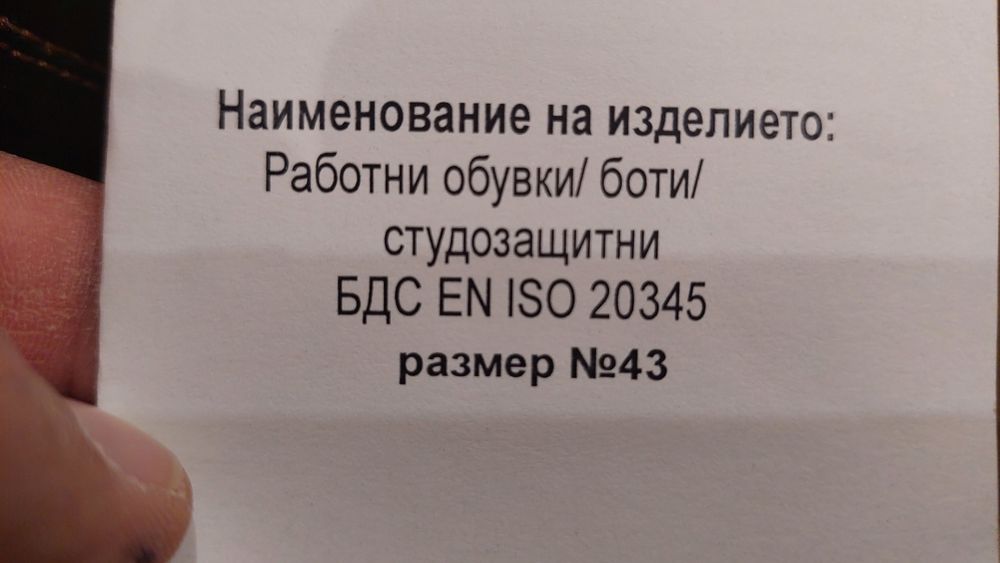 Наименование на изделието:
Работни обувки/ боти/
студозащитни
БДС EN ISO 20345
размер №43